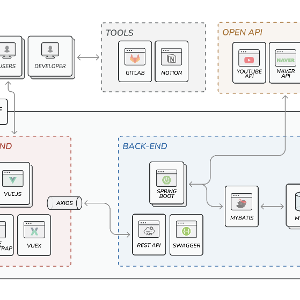 TOOLS
OPEN API
USERS
DEVELOPER
GITLAB
NOTION
YOUTUBE
API
NAVER
NAVER
API
END
BACK-END
VUEJS
SPRING
BOOT
AXIOS
MYBATIS
VUEX
REST API
SWAGGER